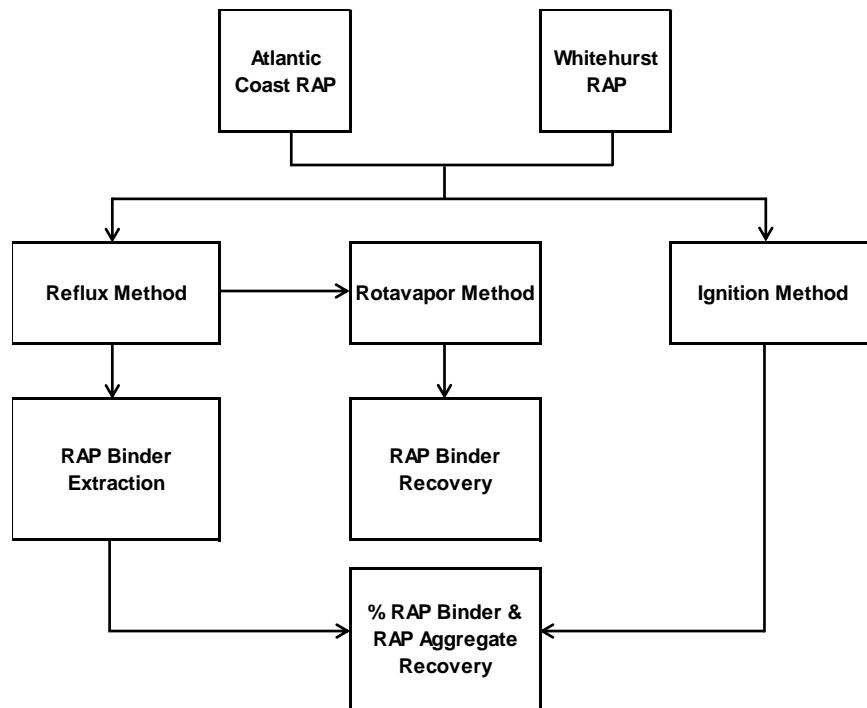 Atlantic
Coast RAP
Whitehurst
RAP
Reflux Method
Rotavapor Method
Ignition Method
RAP Binder
Extraction
RAP Binder
Recovery
% RAP Binder &
RAP Aggregate
Recovery